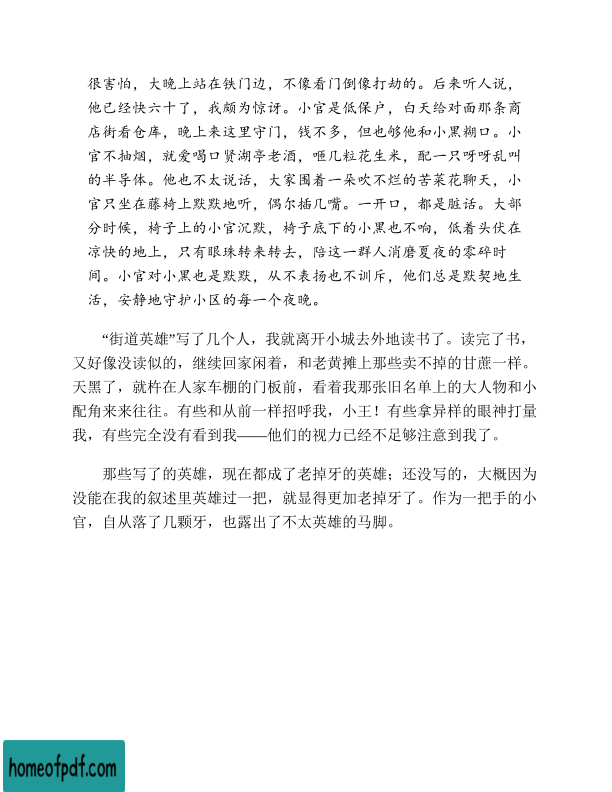 很害怕，大晚上站在铁门边，不像看门倒像打劫的。后来听人说，
他已经快六十了，我颇为惊讶。小官是低保户，白天给对面那条商
店街看仓库，晚上来这里守门，钱不多，但也够他和小黑糊口。小
官不抽烟，就爱喝口贤湖亭老酒，咂几粒花生米，配一只呀呀乱叫
的半导体。他也不太说话，大家围着一朵吹不烂的苦菜花聊天，小
官只坐在藤椅上默默地听，偶尔插几嘴。一开口，都是脏话。大部
分时候，椅子上的小官沉默，椅子底下的小黑也不响，低着头伏在
凉快的地上，只有眼珠转来转去，陪这一群人消磨夏夜的零碎时
间。小官对小黑也是默默，从不表扬也不训斥，他们总是默契地生
活，安静地守护小区的每一个夜晚。
“街道英雄”写了几个人，我就离开小城去外地读书了。读完了书，
又好像没读似的，继续回家闲着，和老黄摊上那些卖不掉的甘蔗一样。
天黑了，就杵在人家车棚的门板前，看着我那张旧名单上的大人物和小
配角来来往往。有些和从前一样招呼我，小王！有些拿异样的眼神打量
我，有些完全没有看到我——他们的视力已经不足够注意到我了。
那些写了的英雄，现在都成了老掉牙的英雄；还没写的，大概因为
没能在我的叙述里英雄过一把，就显得更加老掉牙了。作为一把手的小
官，自从落了几颗牙，也露出了不太英雄的马脚。
homeofpdf.com